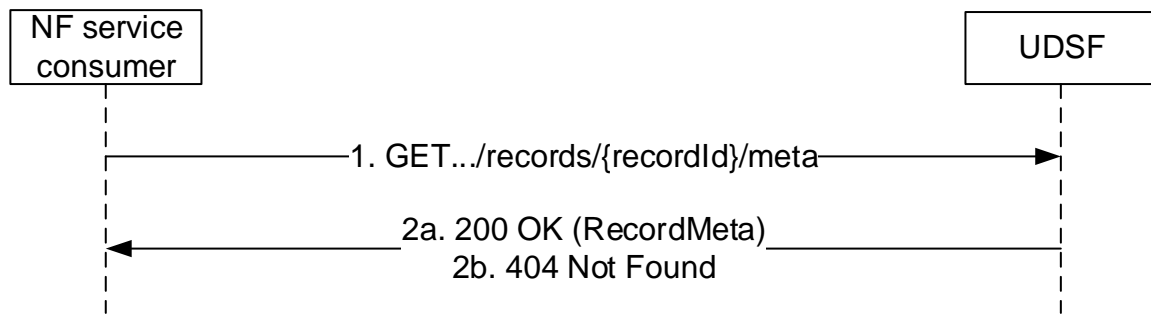 NF service
consumer
UDSF
1. GET.../records/{recordId}/meta
2a. 200 OK (RecordMeta)
2b. 404 Not Found